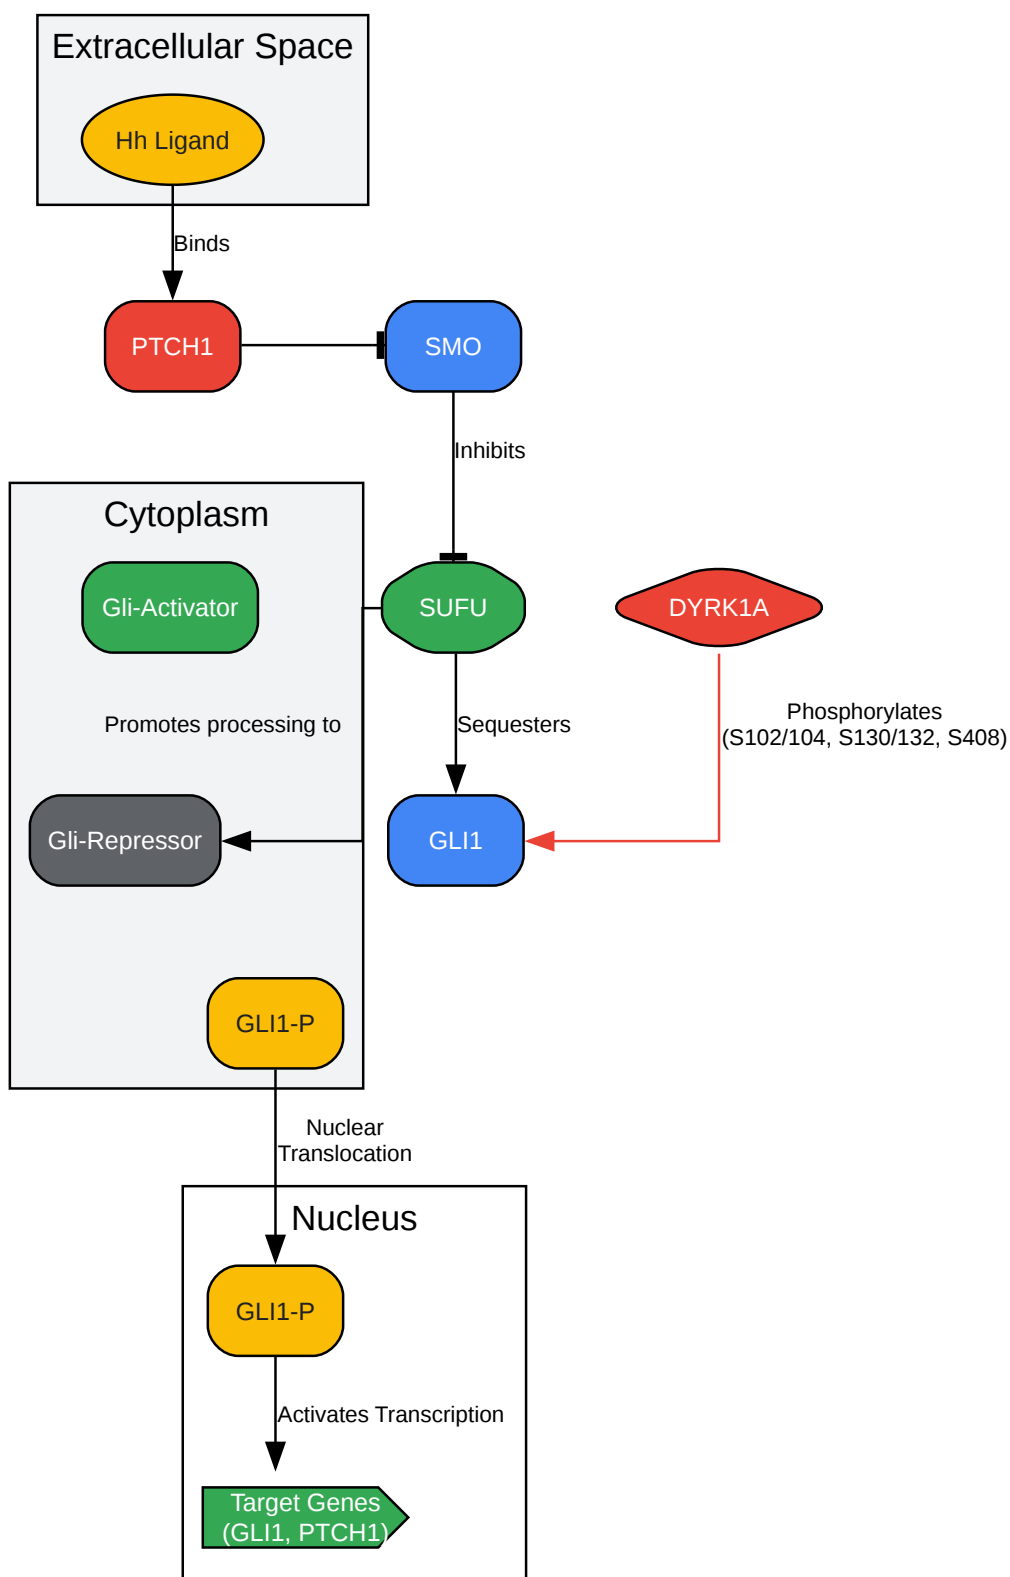 Extracellular Space
Hh Ligand
Binds
PTCH1
SMO
Inhibits
Cytoplasm
Gli-Activator
SUFU
DYRK1A
Promotes processing to
Sequesters
Phosphorylates
(S102/104, S130/132, S408)
Gli-Repressor
GLI1
GLI1-P
Nuclear
Translocation
Nucleus
GLI1-P
Activates Transcription
Target Genes
(GLI1, PTCH1)